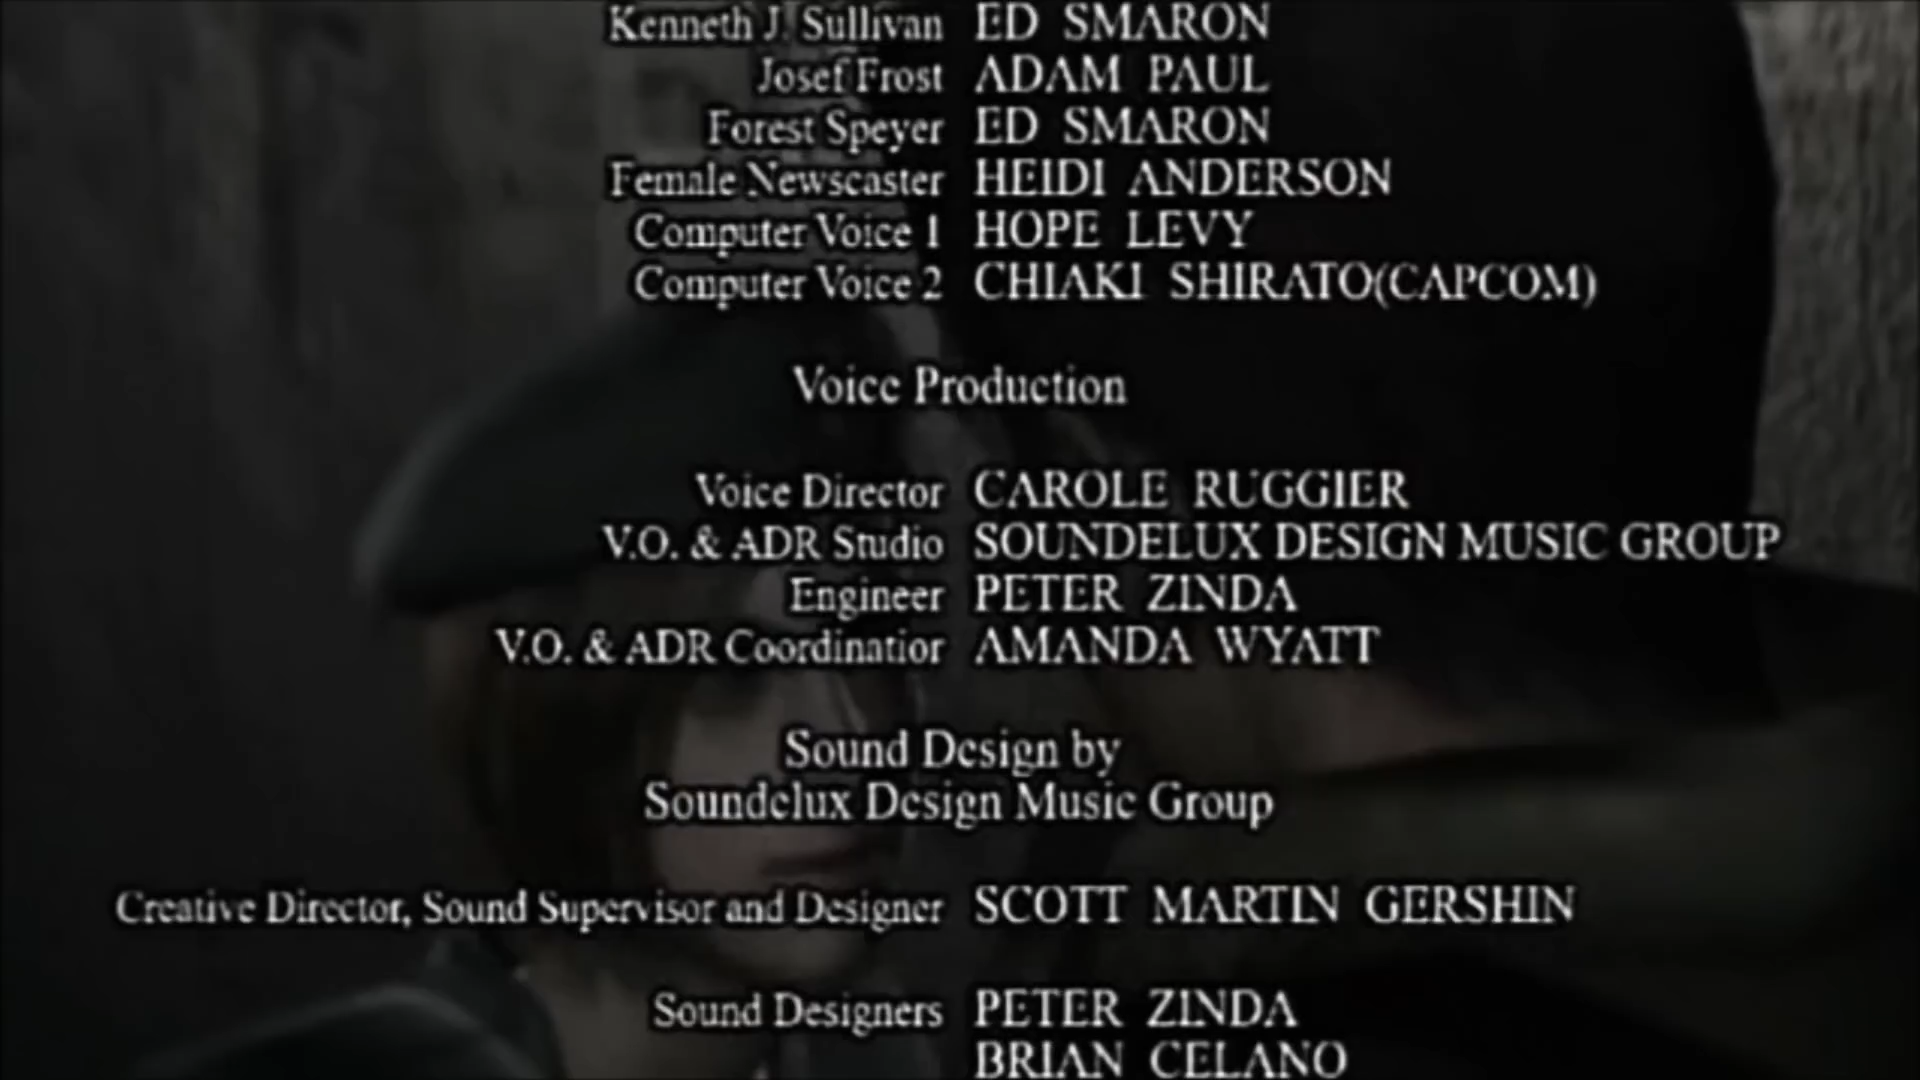 Kenneth J. Sullivan ED SMARON
Josef Frost ADAM PAUL
Forest Speyer ED SMARON
Female Newscaster HEIDI ANDERSON
Computer Voice 1 HOPE LEVY
Computer Voice 2 CHIAKI SHIRATO(CAPCOM)
Voice Production
Voice Director CAROLE RUGGIER
V.O. & ADR Studio SOUNDELUX DESIGN MUSIC GROUP
Engineer PETER ZINDA
V.O. & ADR Coordinatior AMANDA WYATT
Sound Design by
Soundelux Design Music Group
Creative Director, Sound Supervisor and Designer SCOTT MARTIN GERSHIN
Sound Designers PETER ZINDA
BRIAN CELANO